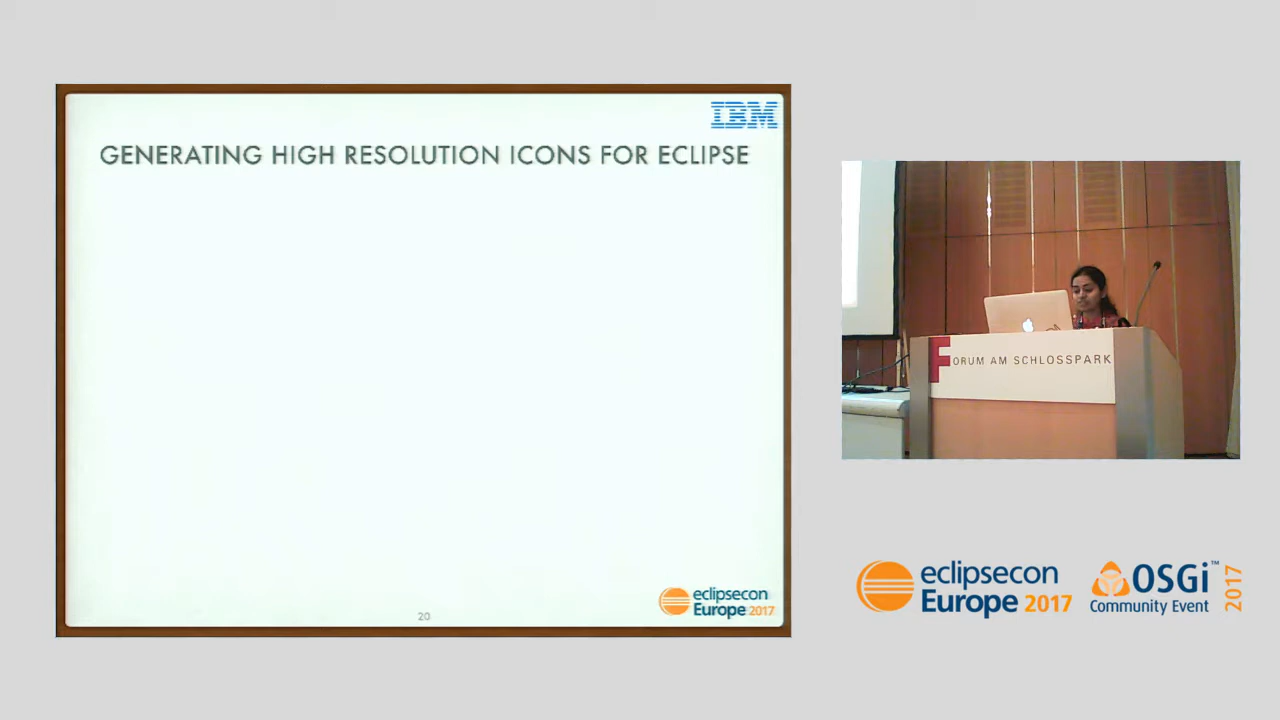 IBM
GENERATING HIGH RESOLUTION ICONS FOR ECLIPSE
eclipsecon
Europe 2017
20
FORUM AM SCHLOSSPARK
eclipsecon
Europe 2017
OSGi™
Community Event
2017